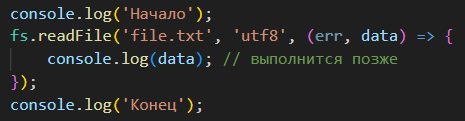 console.log('Начало');
fs.readFile('file.txt', 'utf8', (err, data) => {
    console.log(data); // выполнится позже
});
console.log('Конец');